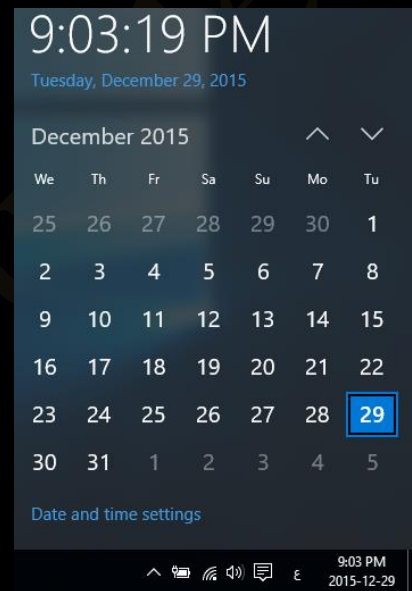 9:03:19 PM
Tuesday, December 29, 2015
December 2015
We Th Fr Sa Su Mo Tu
25 26 27 28 29 30 1
2 3 4 5 6 7 8
9 10 11 12 13 14 15
16 17 18 19 20 21 22
23 24 25 26 27 28 29
30 31 1 2 3 4 5
Date and time settings
ع 9:03 PM
2015-12-29